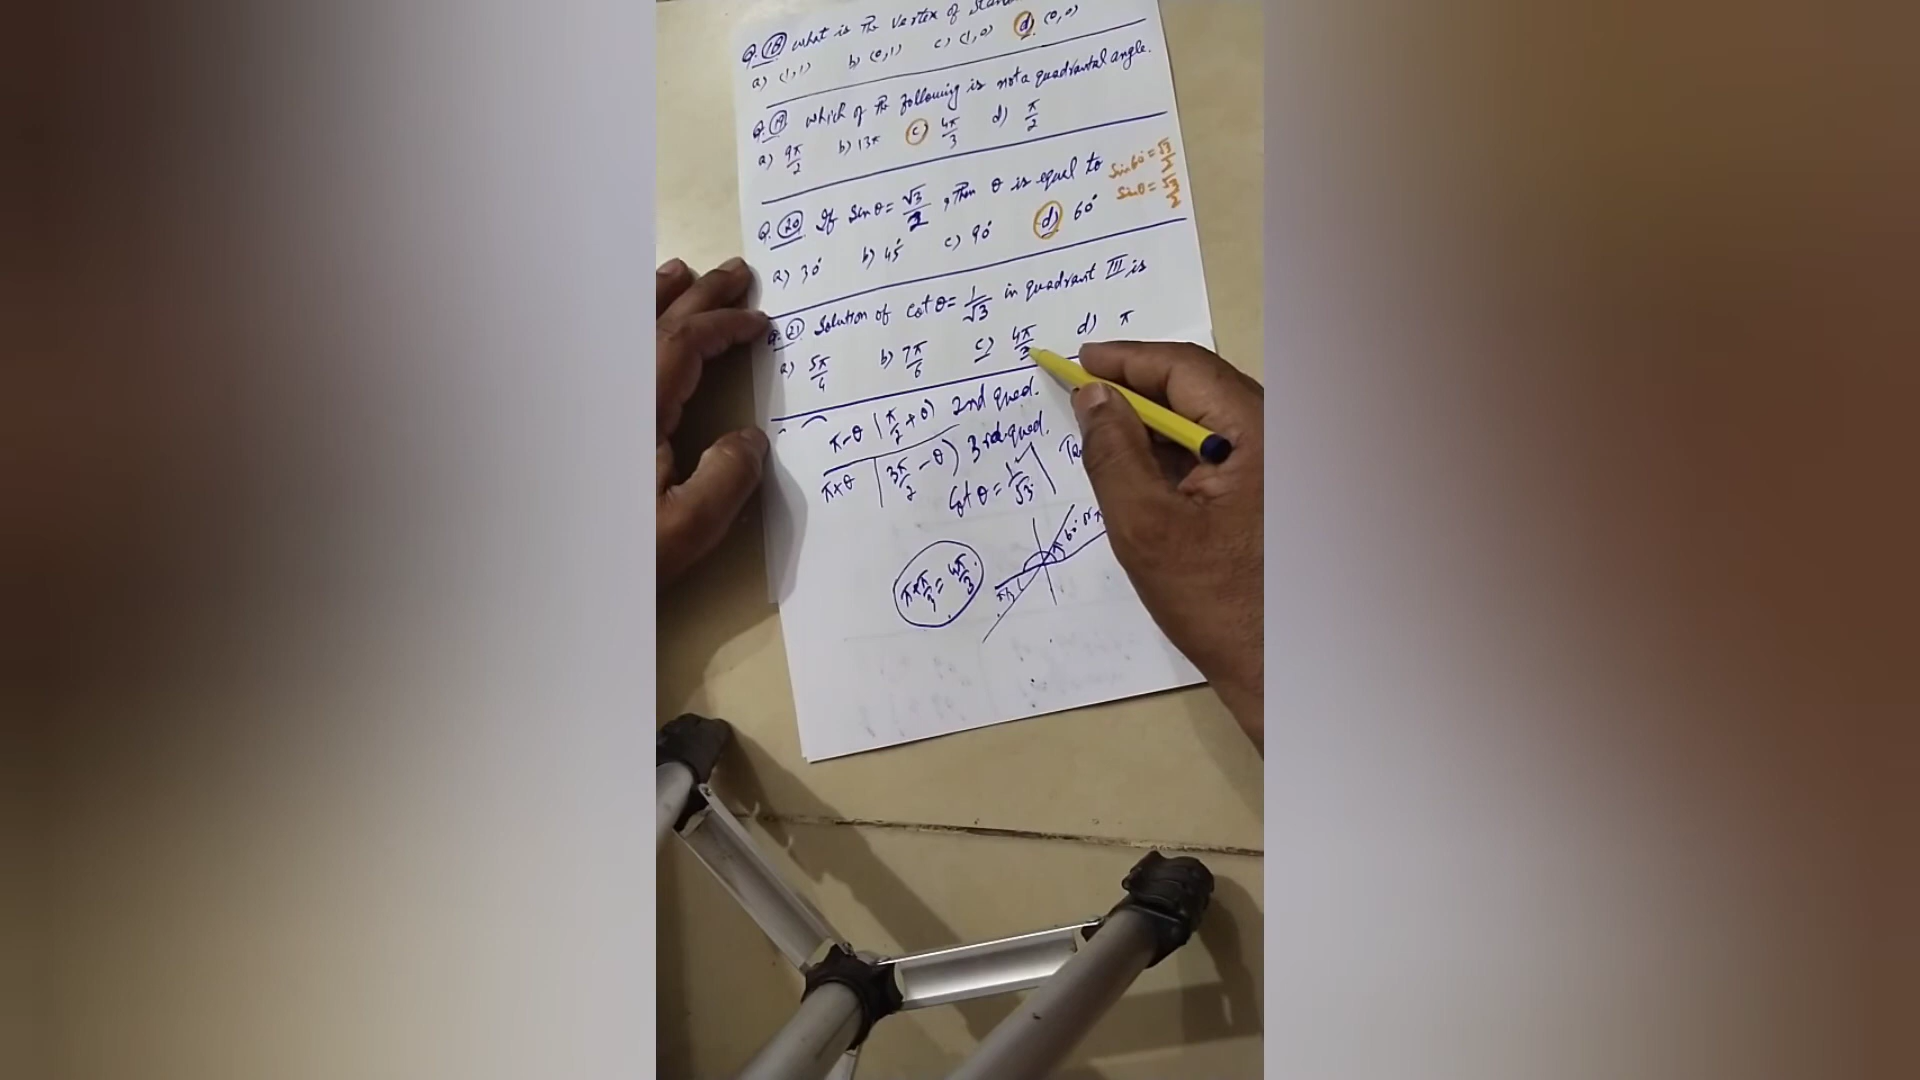 Q.(18) what is the vertex of
a) (1,1) b) (0,1) c) (1,0) d) (0,0)
Q.(19) which of the following is not a quadrantal angle.
a) 9π/2 b) 13π c) 4π/3 d) π/2
Q.(20) If Sin θ = √3/2, Then θ is equal to
Sin60° = √3/2
Sinθ = √3/2
a) 30° b) 45° c) 90° d) 60°
Q.(21) Solution of Cot θ = 1/√3 in quadrant III is
a) 5π/4 b) 7π/6 c) 4π/3 d) π
π-θ | (π/2+θ) 2nd quad.
π+θ | (3π/2 - θ) 3rd quad.
Cot θ = 1/√3
60° or π
π+π/3 = 4π/3